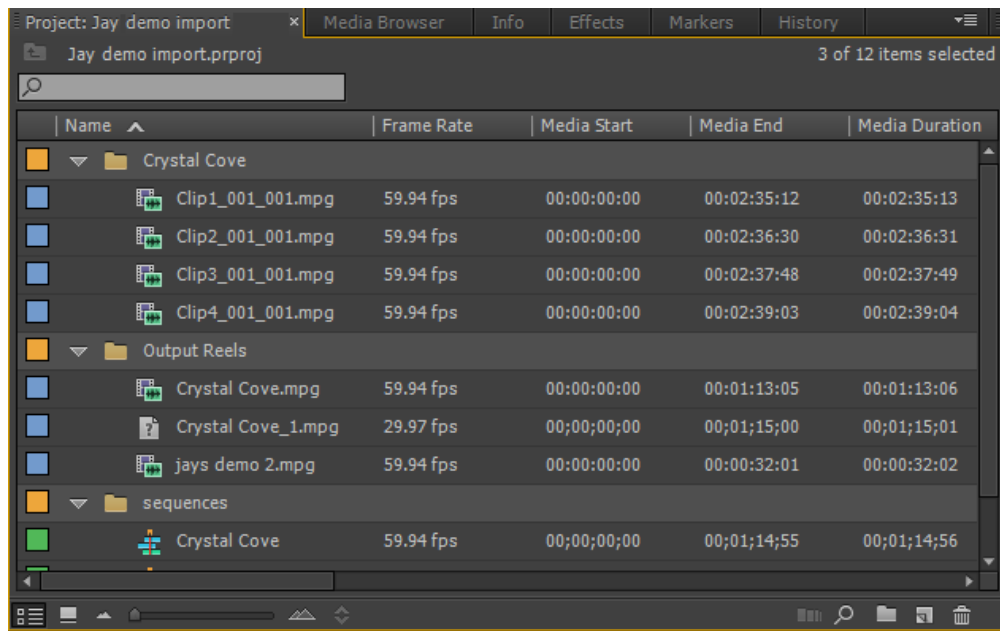 Project: Jay demo import × Media Browser Info Effects Markers History
Jay demo import.prproj 3 of 12 items selected
Name Frame Rate Media Start Media End Media Duration
Crystal Cove
Clip1_001_001.mpg 59.94 fps 00:00:00:00 00:02:35:12 00:02:35:13
Clip2_001_001.mpg 59.94 fps 00:00:00:00 00:02:36:30 00:02:36:31
Clip3_001_001.mpg 59.94 fps 00:00:00:00 00:02:37:48 00:02:37:49
Clip4_001_001.mpg 59.94 fps 00:00:00:00 00:02:39:03 00:02:39:04
Output Reels
Crystal Cove.mpg 59.94 fps 00:00:00:00 00:01:13:05 00:01:13:06
? Crystal Cove_1.mpg 29.97 fps 00;00;00;00 00;01;15;00 00;01;15;01
jays demo 2.mpg 59.94 fps 00:00:00:00 00:00:32:01 00:00:32:02
sequences
Crystal Cove 59.94 fps 00;00;00;00 00;01;14;55 00;01;14;56